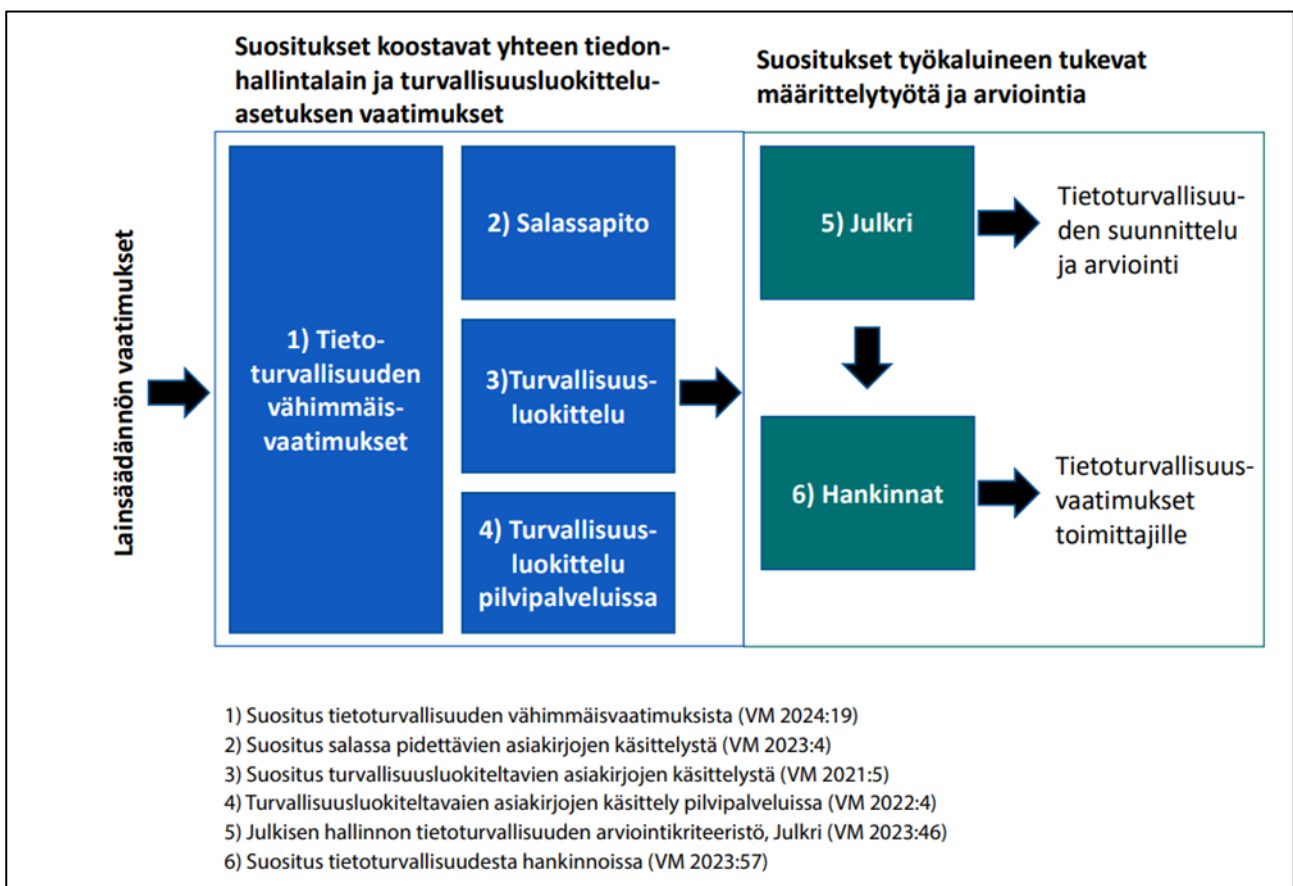 Suositukset koostavat yhteen tiedon-
hallintalain ja turvallisuusluokittelu-
asetuksen vaatimukset
Suositukset työkaluineen tukevat
määrittelytyötä ja arviointia
Lainsäädännön vaatimukset
1) Tieto-
turvallisuuden
vähimmäis-
vaatimukset
2) Salassapito
3)Turvallisuus-
luokittelu
4) Turvallisuus-
luokittelu
pilvipalveluissa
5) Julkri
6) Hankinnat
Tietoturvallisuu-
den suunnittelu
ja arviointi
Tietoturvallisuus-
vaatimukset
toimittajille
1) Suositus tietoturvallisuuden vähimmäisvaatimuksista (VM 2024:19)
2) Suositus salassa pidettävien asiakirjojen käsittelystä (VM 2023:4)
3) Suositus turvallisuusluokiteltavien asiakirjojen käsittelystä (VM 2021:5)
4) Turvallisuusluokiteltavaien asiakirjojen käsittely pilvipalveluissa (VM 2022:4)
5) Julkisen hallinnon tietoturvallisuuden arviointikriteeristö, Julkri (VM 2023:46)
6) Suositus tietoturvallisuudesta hankinnoissa (VM 2023:57)